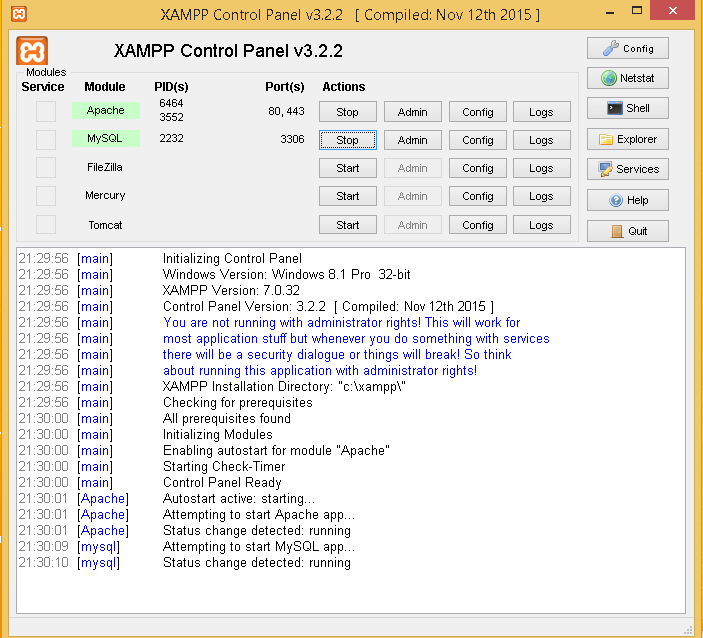 XAMPP Control Panel v3.2.2 [ Compiled: Nov 12th 2015 ]
XAMPP Control Panel v3.2.2
Config
Modules
Service Module PID(s) Port(s) Actions
Netstat
Apache 6464 3552 80, 443 Stop Admin Config Logs
Shell
MySQL 2232 3306 Stop Admin Config Logs
Explorer
FileZilla Start Admin Config Logs
Services
Mercury Start Admin Config Logs
Help
Tomcat Start Admin Config Logs
Quit
21:29:56 [main] Initializing Control Panel
21:29:56 [main] Windows Version: Windows 8.1 Pro 32-bit
21:29:56 [main] XAMPP Version: 7.0.32
21:29:56 [main] Control Panel Version: 3.2.2 [ Compiled: Nov 12th 2015 ]
21:29:56 [main] You are not running with administrator rights! This will work for
21:29:56 [main] most application stuff but whenever you do something with services
21:29:56 [main] there will be a security dialogue or things will break! So think
21:29:56 [main] about running this application with administrator rights!
21:29:56 [main] XAMPP Installation Directory: "c:\xampp\"
21:29:56 [main] Checking for prerequisites
21:30:00 [main] All prerequisites found
21:30:00 [main] Initializing Modules
21:30:00 [main] Enabling autostart for module "Apache"
21:30:00 [main] Starting Check-Timer
21:30:00 [main] Control Panel Ready
21:30:01 [Apache] Autostart active: starting...
21:30:01 [Apache] Attempting to start Apache app...
21:30:01 [Apache] Status change detected: running
21:30:09 [mysql] Attempting to start MySQL app...
21:30:10 [mysql] Status change detected: running